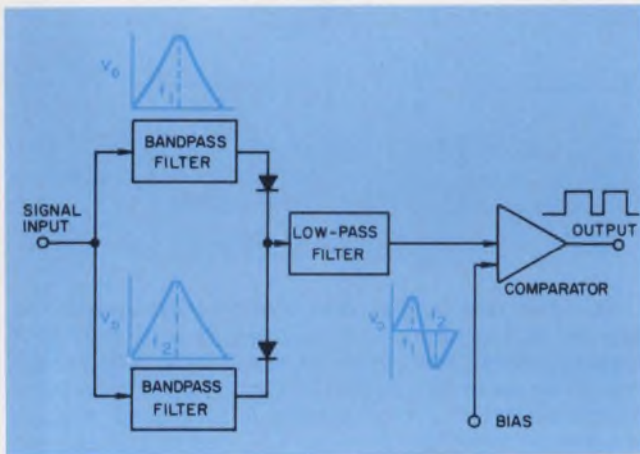 V₀
f₁
BANDPASS
FILTER
SIGNAL
INPUT
LOW-PASS
FILTER
OUTPUT
COMPARATOR
V₀
f₂
V₀
f₁
f₂
BANDPASS
FILTER
BIAS